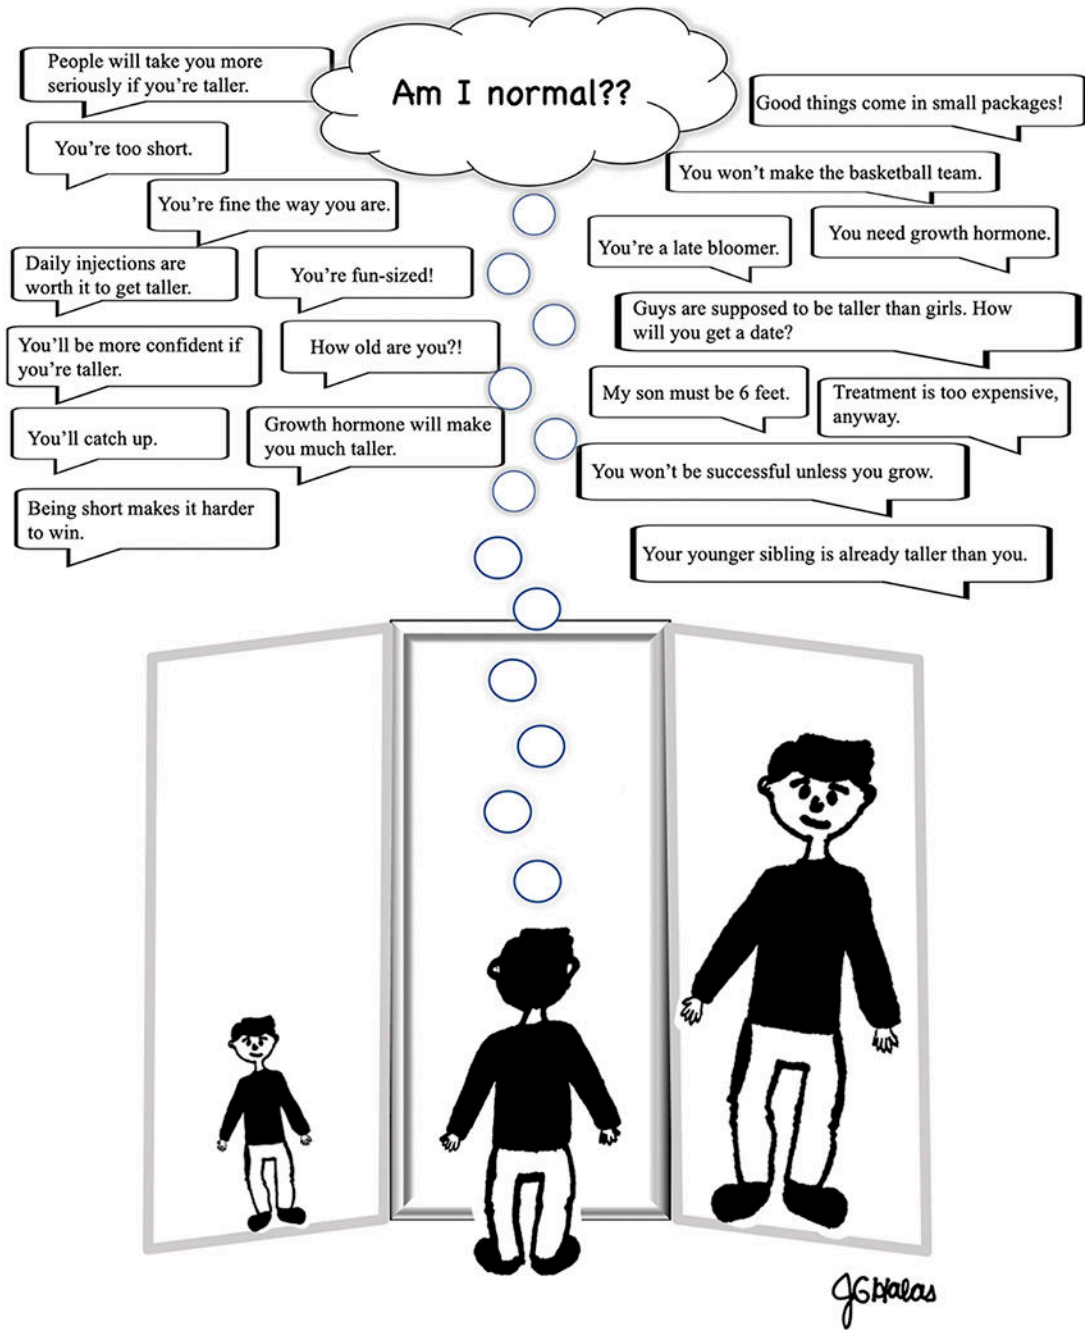 Am I normal??
People will take you more
seriously if you're taller.
You're too short.
You're fine the way you are.
Daily injections are
worth it to get taller.
You're fun-sized!
You'll be more confident if
you're taller.
How old are you?!
You'll catch up.
Growth hormone will make
you much taller.
Being short makes it harder
to win.
Good things come in small packages!
You won't make the basketball team.
You're a late bloomer.
You need growth hormone.
Guys are supposed to be taller than girls. How
will you get a date?
My son must be 6 feet.
Treatment is too expensive,
anyway.
You won't be successful unless you grow.
Your younger sibling is already taller than you.
JGHalas